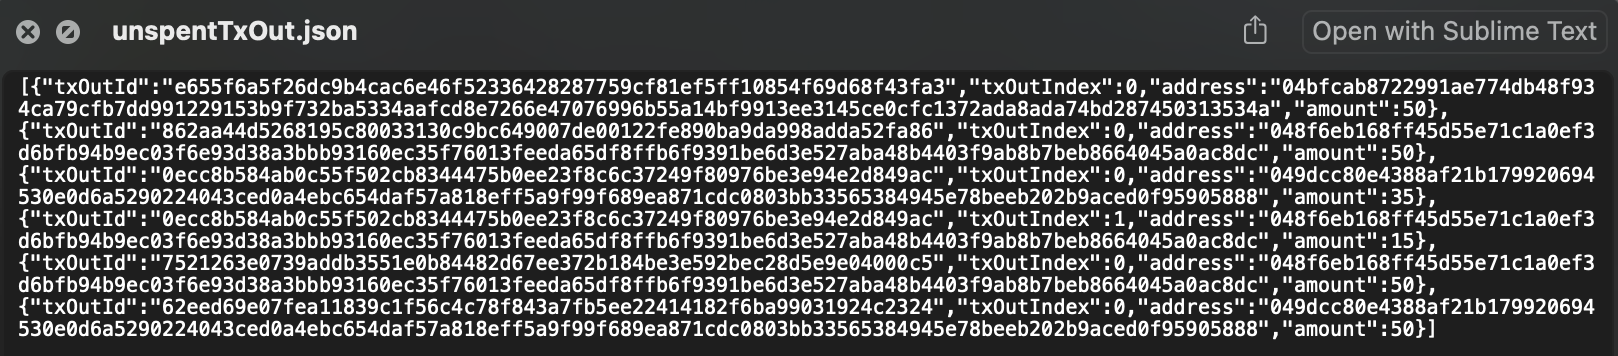 unspentTxOut.json
Open with Sublime Text
[{"txOutId":"e655f6a5f26dc9b4cac6e46f52336428287759cf81ef5ff10854f69d68f43fa3","txOutIndex":0,"address":"04bfcab8722991ae774db48f93
4ca79cfb7dd991229153b9f732ba5334aafcd8e7266e47076996b55a14bf9913ee3145ce0cfc1372ada8ada74bd287450313534a","amount":50},
{"txOutId":"862aa44d5268195c80033130c9bc649007de00122fe890ba9da998adda52fa86","txOutIndex":0,"address":"048f6eb168ff45d55e71c1a0ef3
d6bfb94b9ec03f6e93d38a3bbb93160ec35f76013feeda65df8ffb6f9391be6d3e527aba48b4403f9ab8b7beb8664045a0ac8dc","amount":50},
{"txOutId":"0ecc8b584ab0c55f502cb8344475b0ee23f8c6c37249f80976be3e94e2d849ac","txOutIndex":0,"address":"049dcc80e4388af21b179920694
530e0d6a5290224043ced0a4ebc654daf57a818eff5a9f99f689ea871cdc0803bb33565384945e78beeb202b9aced0f95905888","amount":35},
{"txOutId":"0ecc8b584ab0c55f502cb8344475b0ee23f8c6c37249f80976be3e94e2d849ac","txOutIndex":1,"address":"048f6eb168ff45d55e71c1a0ef3
d6bfb94b9ec03f6e93d38a3bbb93160ec35f76013feeda65df8ffb6f9391be6d3e527aba48b4403f9ab8b7beb8664045a0ac8dc","amount":15},
{"txOutId":"7521263e0739addb3551e0b84482d67ee372b184be3e592bec28d5e9e04000c5","txOutIndex":0,"address":"048f6eb168ff45d55e71c1a0ef3
d6bfb94b9ec03f6e93d38a3bbb93160ec35f76013feeda65df8ffb6f9391be6d3e527aba48b4403f9ab8b7beb8664045a0ac8dc","amount":50},
{"txOutId":"62eed69e07fea11839c1f56c4c78f843a7fb5ee22414182f6ba99031924c2324","txOutIndex":0,"address":"049dcc80e4388af21b179920694
530e0d6a5290224043ced0a4ebc654daf57a818eff5a9f99f689ea871cdc0803bb33565384945e78beeb202b9aced0f95905888","amount":50}]